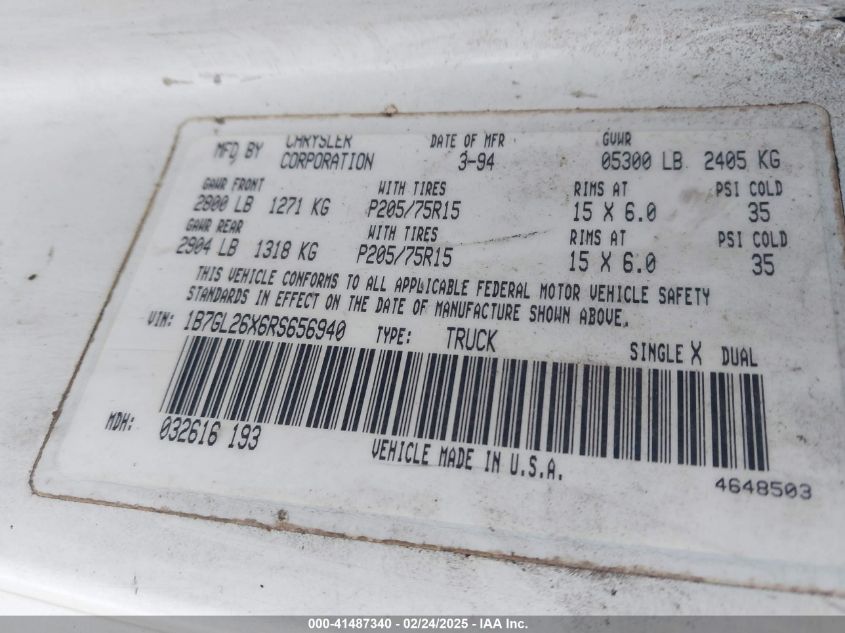 MFD BY CHRYSLER CORPORATION DATE OF MFR 3-94 GVWR 05300 LB 2405 KG
GAWR FRONT WITH TIRES RIMS AT PSI COLD
2800 LB 1271 KG P205/75R15 15 X 6.0 35
GAWR REAR WITH TIRES RIMS AT PSI COLD
2904 LB 1318 KG P205/75R15 15 X 6.0 35
THIS VEHICLE CONFORMS TO ALL APPLICABLE FEDERAL MOTOR VEHICLE SAFETY
STANDARDS IN EFFECT ON THE DATE OF MANUFACTURE SHOWN ABOVE.
VIN: 1B7GL26X6RS656940 TYPE: TRUCK SINGLE X DUAL
MDH: 032616 193
VEHICLE MADE IN U.S.A.
4648503
000-41487340 - 02/24/2025 - IAA Inc.